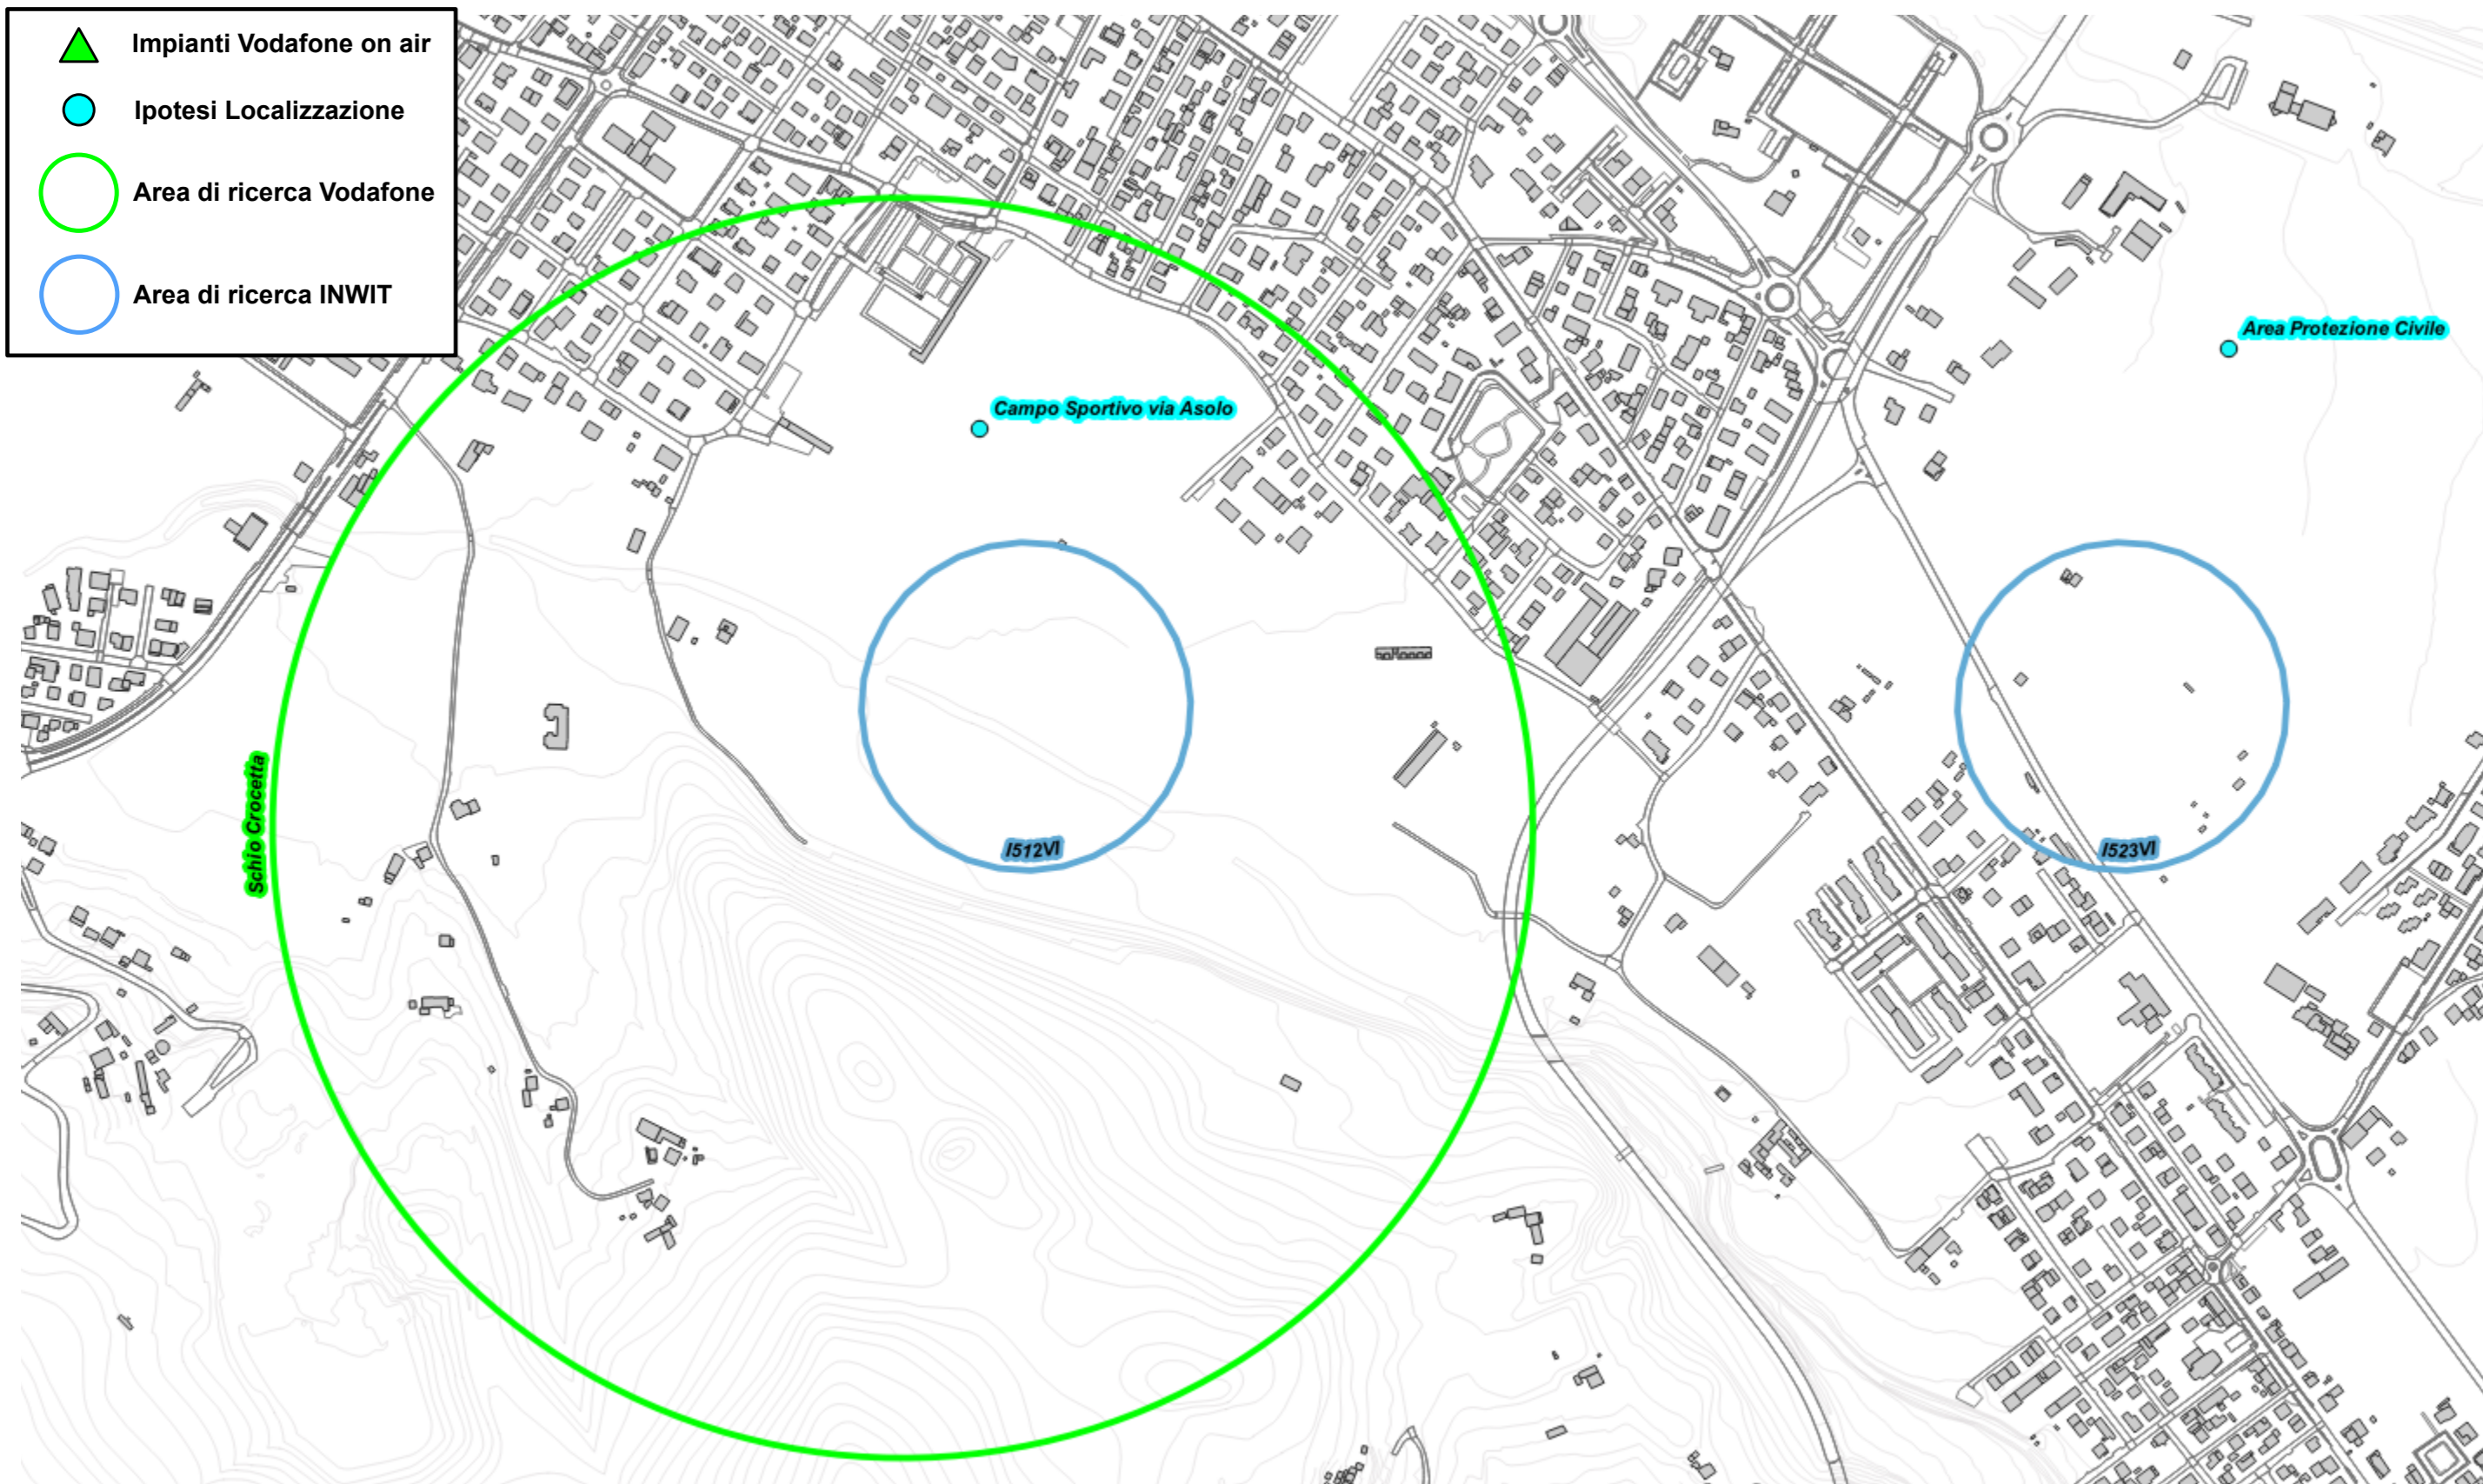 Impianti Vodafone on air
Ipotesi Localizzazione
Area di ricerca Vodafone
Area di ricerca INWIT
Area Protezione Civile
Campo Sportivo via Asolo
Schio Crocetta
I512VI
I523VI